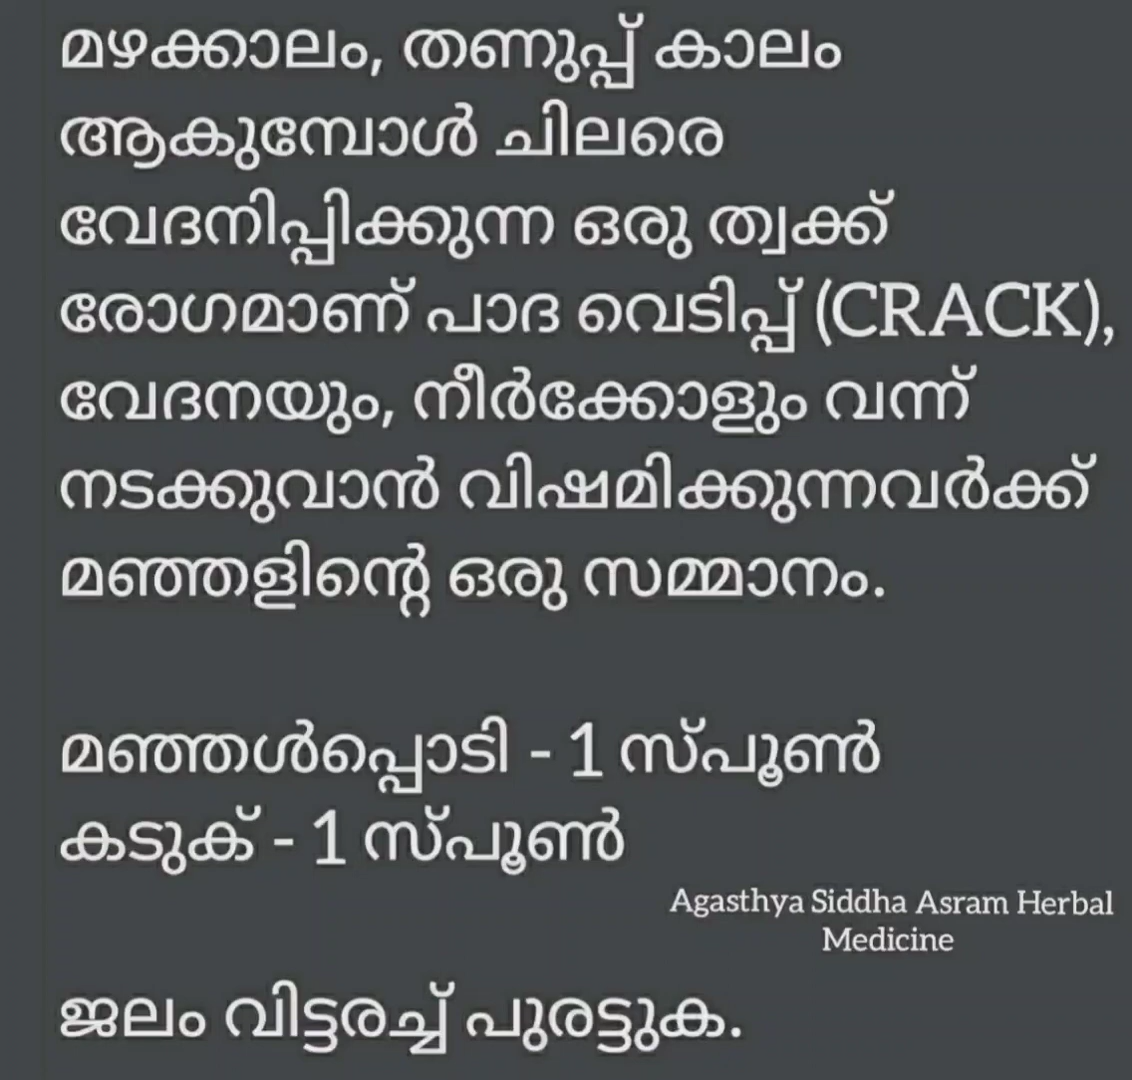 മഴക്കാലം, തണുപ്പ് കാലം
ആകുമ്പോൾ ചിലരെ
വേദനിപ്പിക്കുന്ന ഒരു ത്വക്ക്
രോഗമാണ് പാദ വെടിപ്പ് (CRACK),
വേദനയും, നീർക്കോളും വന്ന്
നടക്കുവാൻ വിഷമിക്കുന്നവർക്ക്
മഞ്ഞളിന്റെ ഒരു സമ്മാനം.
മഞ്ഞൾപ്പൊടി - 1 സ്പൂൺ
കടുക് - 1 സ്പൂൺ
Agasthya Siddha Asram Herbal
Medicine
ജലം വിട്ടരച്ച് പുരട്ടുക.